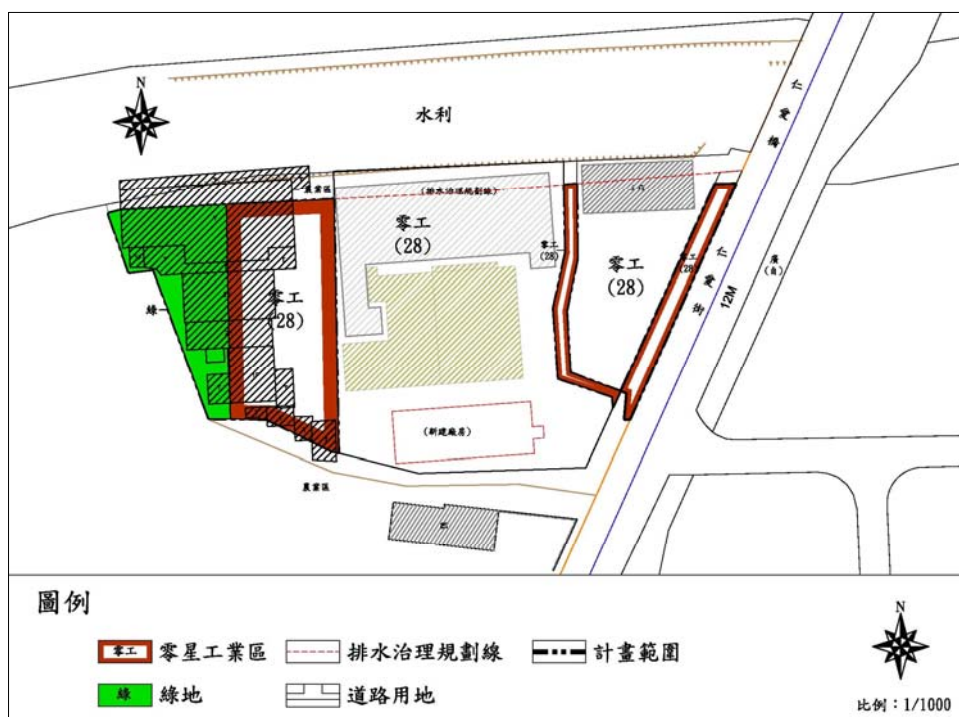 N
水利
仁愛橋
農業區
(排水治理規劃線)
零工
(28)
零工
(28)
零工
(28)
零工
(28)
零工
(28)
仁愛街
12M
廣
(自)
綠
(新建廠房)
農業區
圖例
N
零工 零星工業區
排水治理規劃線
計畫範圍
綠 綠地
道路用地
比例：1/1000